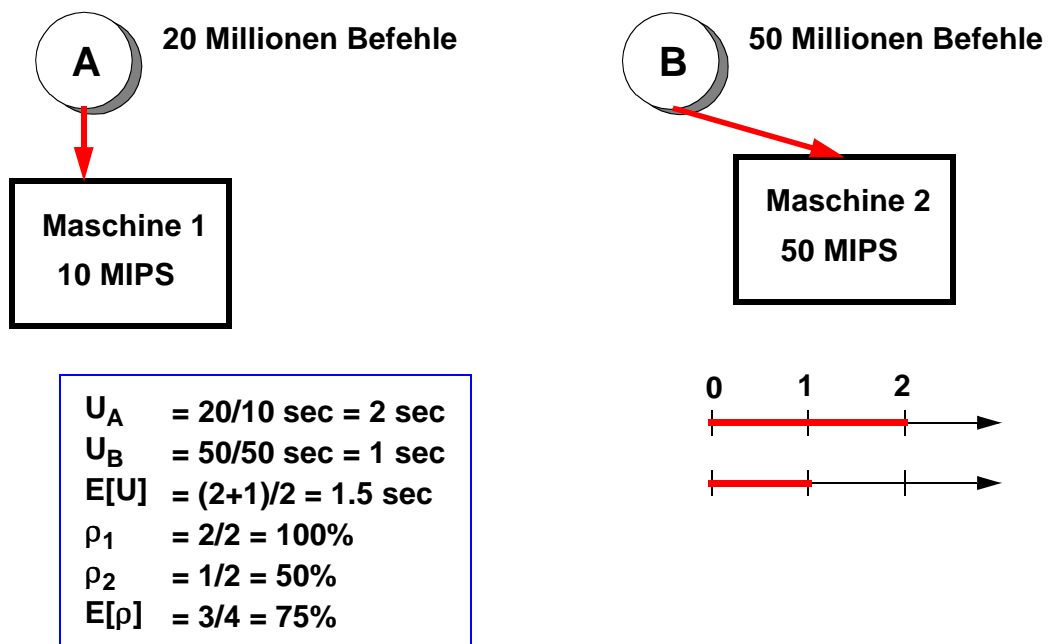 A
20 Millionen Befehle
B
50 Millionen Befehle
Maschine 1
10 MIPS
Maschine 2
50 MIPS
U_A = 20/10 sec = 2 sec
U_B = 50/50 sec = 1 sec
E[U] = (2+1)/2 = 1.5 sec
ρ_1 = 2/2 = 100%
ρ_2 = 1/2 = 50%
E[ρ] = 3/4 = 75%
0 1 2